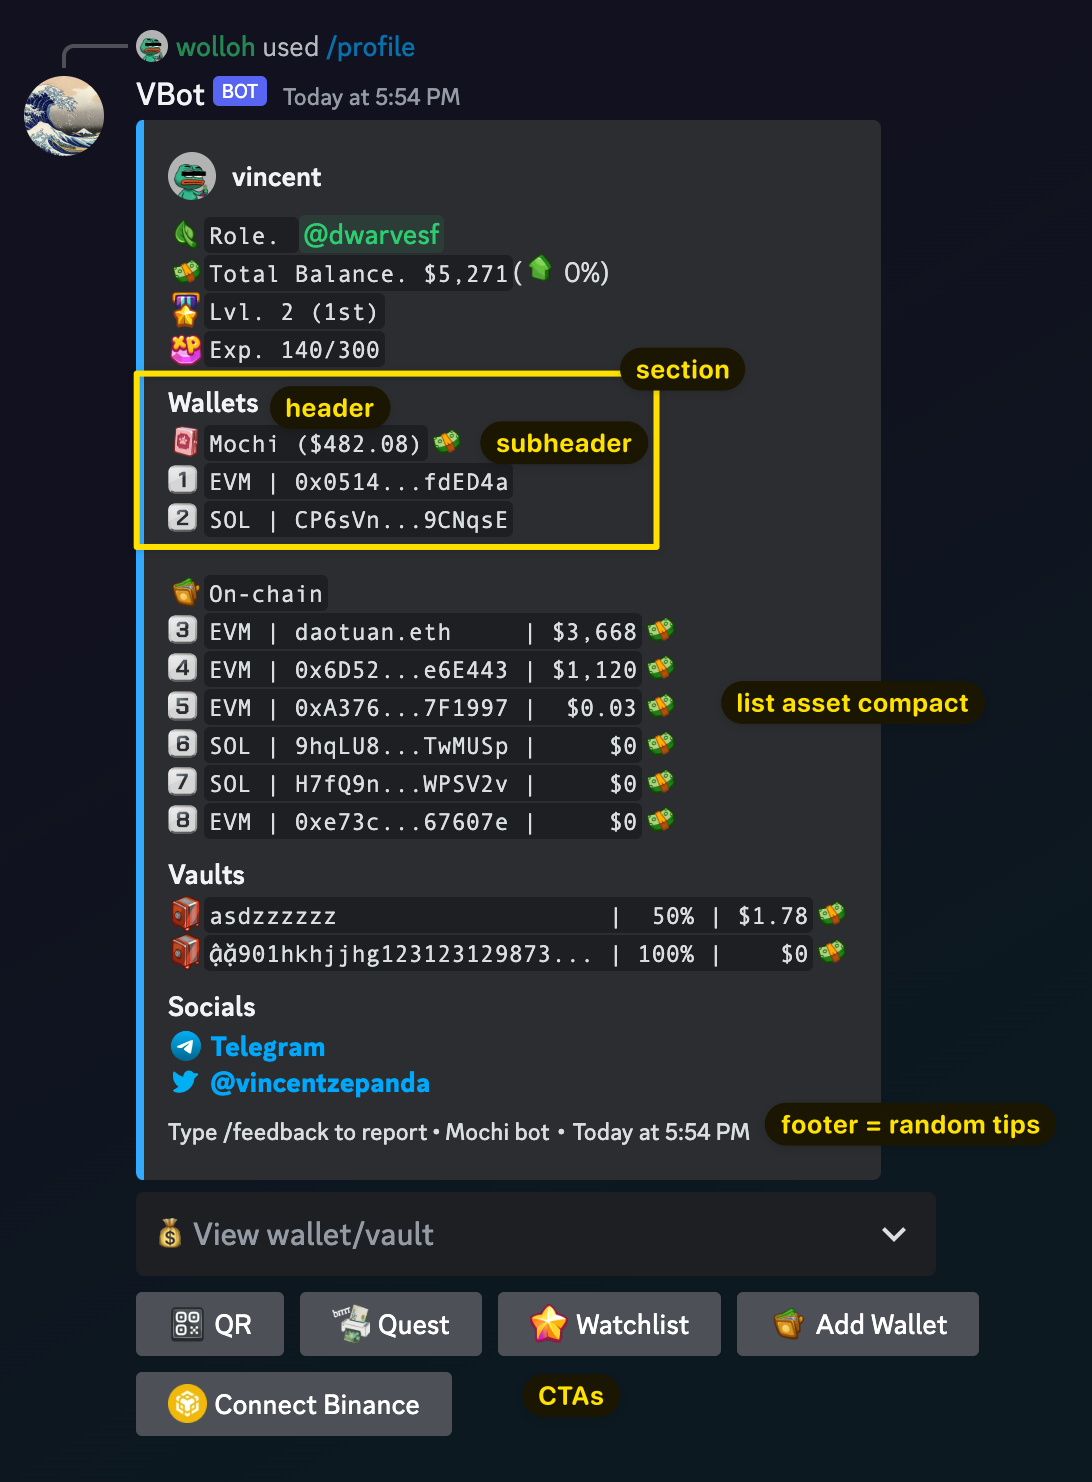 wolloh used /profile
VBot BOT Today at 5:54 PM
vincent
Role. @dwarvesf
Total Balance. $5,271( 0%)
Lvl. 2 (1st)
XP Exp. 140/300
section
Wallets header
Mochi ($482.08) subheader
1 EVM | 0x0514...fdED4a
2 SOL | CP6sVn...9CNqsE
On-chain
3 EVM | daotuan.eth | $3,668
4 EVM | 0x6D52...e6E443 | $1,120
5 EVM | 0xA376...7F1997 | $0.03
list asset compact
6 SOL | 9hqLU8...TwMUSp | $0
7 SOL | H7fQ9n...WPSV2v | $0
8 EVM | 0xe73c...67607e | $0
Vaults
asdzzzzzz | 50% | $1.78
ậặ901hkhjjhg123123129873... | 100% | $0
Socials
Telegram
@vincentzepanda
Type /feedback to report • Mochi bot • Today at 5:54 PM
footer = random tips
View wallet/vault
QR brrr Quest Watchlist Add Wallet
Connect Binance CTAs